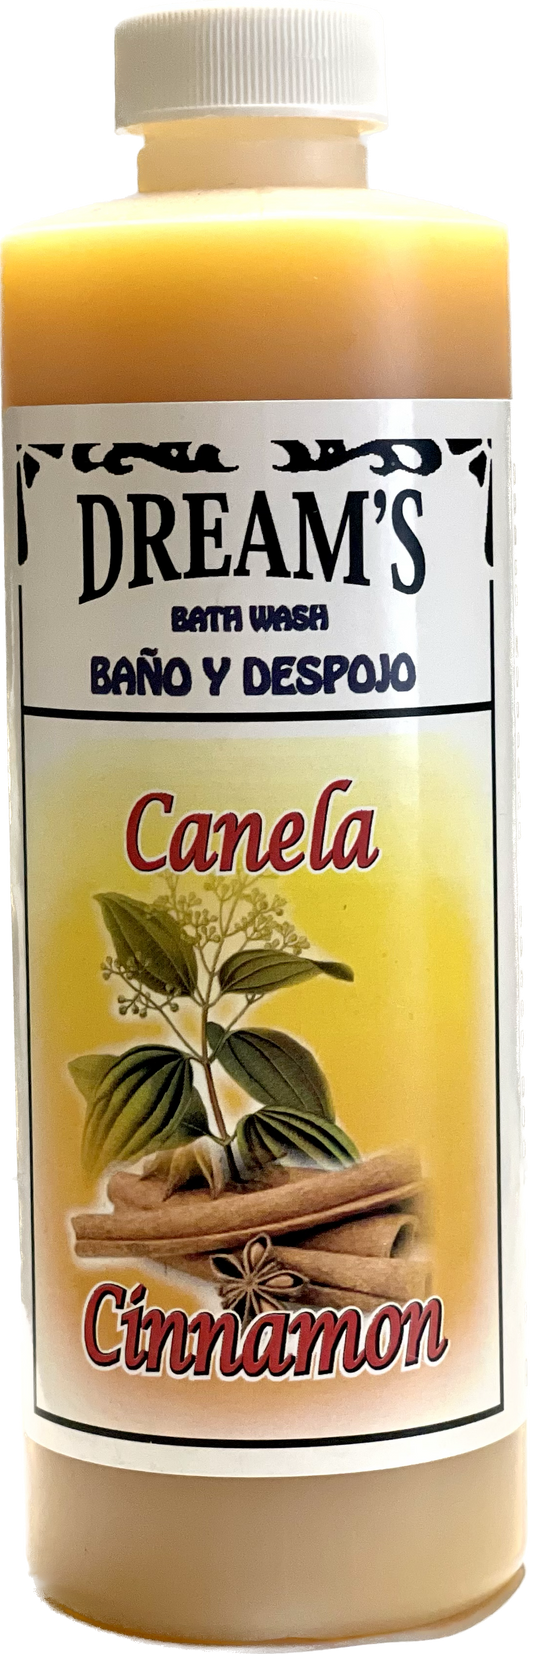 DREAM'S
BATH WASH
BAÑO Y DESPOJO
Canela
Cinnamon